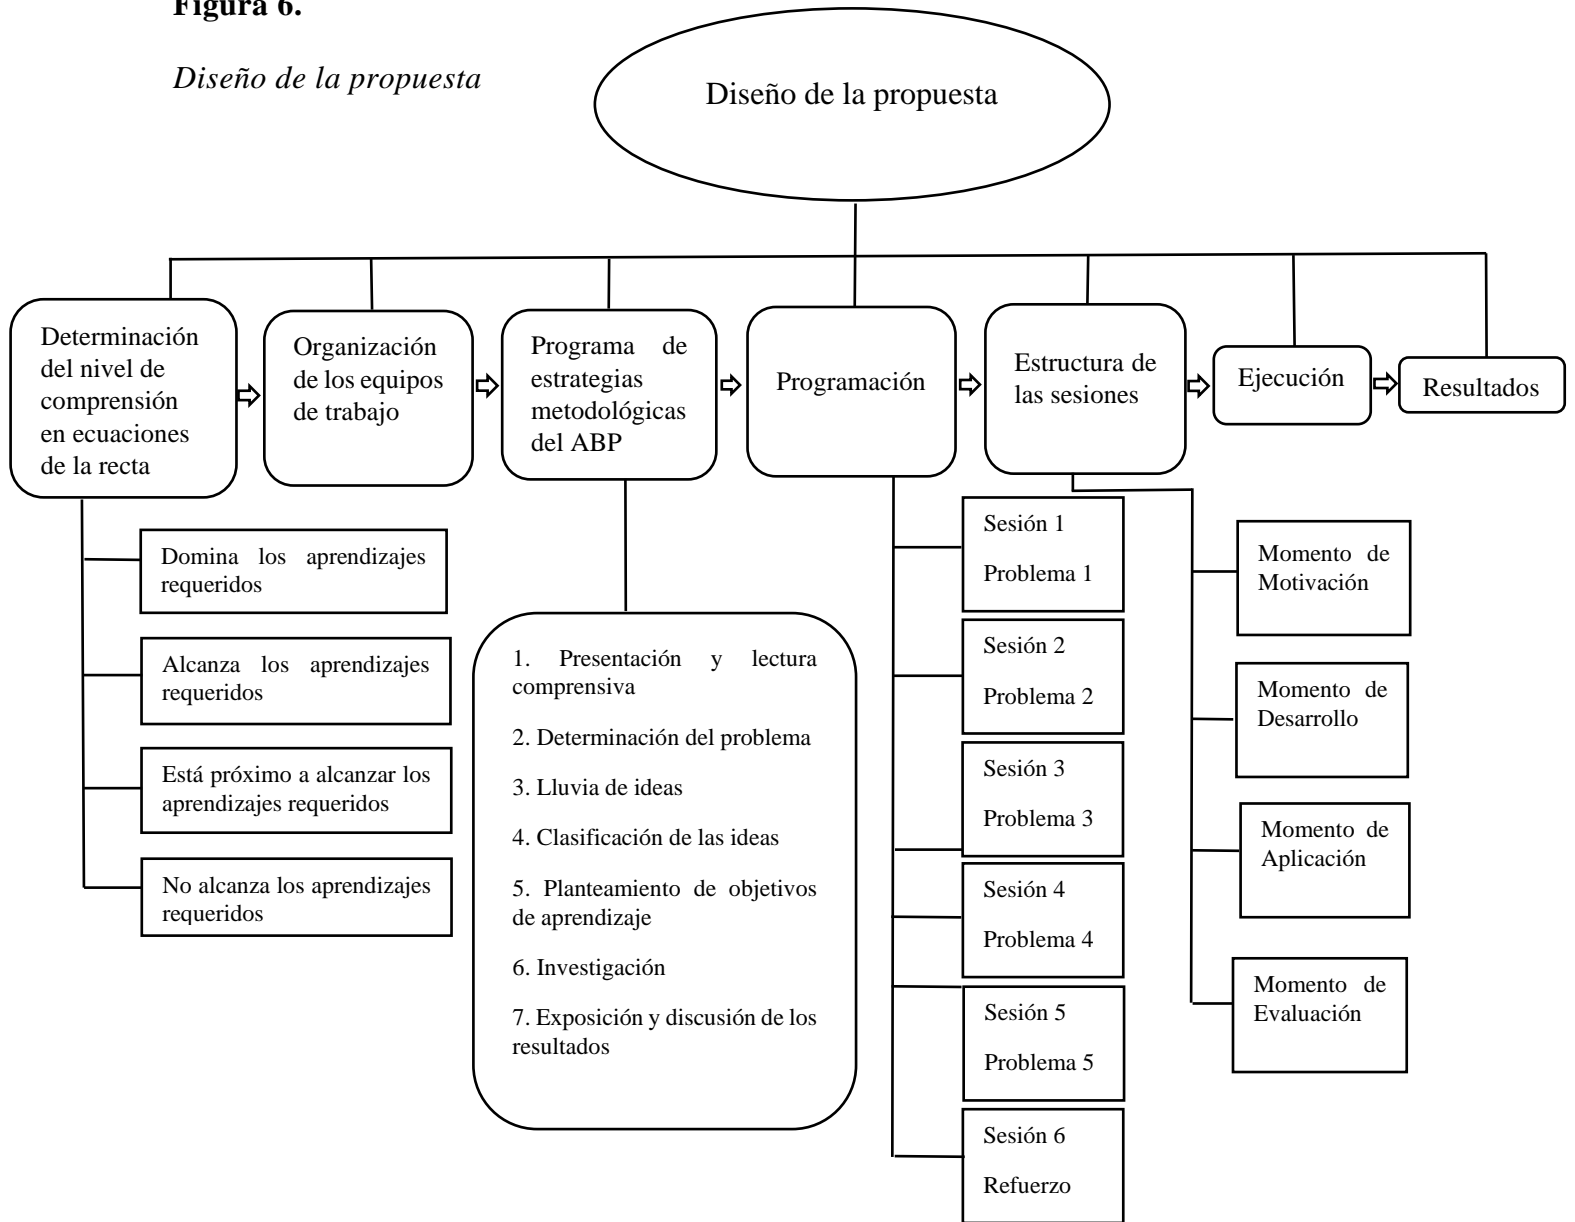 Figura 6.
Diseño de la propuesta
Diseño de la propuesta
Determinación
del nivel de
comprensión
en ecuaciones
de la recta
Organización
de los equipos
de trabajo
Programa de
estrategias
metodológicas
del ABP
Programación
Estructura de
las sesiones
Ejecución
Resultados
Domina los aprendizajes
requeridos
Alcanza los aprendizajes
requeridos
Está próximo a alcanzar los
aprendizajes requeridos
No alcanza los aprendizajes
requeridos
1. Presentación y lectura
comprensiva
2. Determinación del problema
3. Lluvia de ideas
4. Clasificación de las ideas
5. Planteamiento de objetivos
de aprendizaje
6. Investigación
7. Exposición y discusión de los
resultados
Sesión 1
Problema 1
Sesión 2
Problema 2
Sesión 3
Problema 3
Sesión 4
Problema 4
Sesión 5
Problema 5
Sesión 6
Refuerzo
Momento de
Motivación
Momento de
Desarrollo
Momento de
Aplicación
Momento de
Evaluación